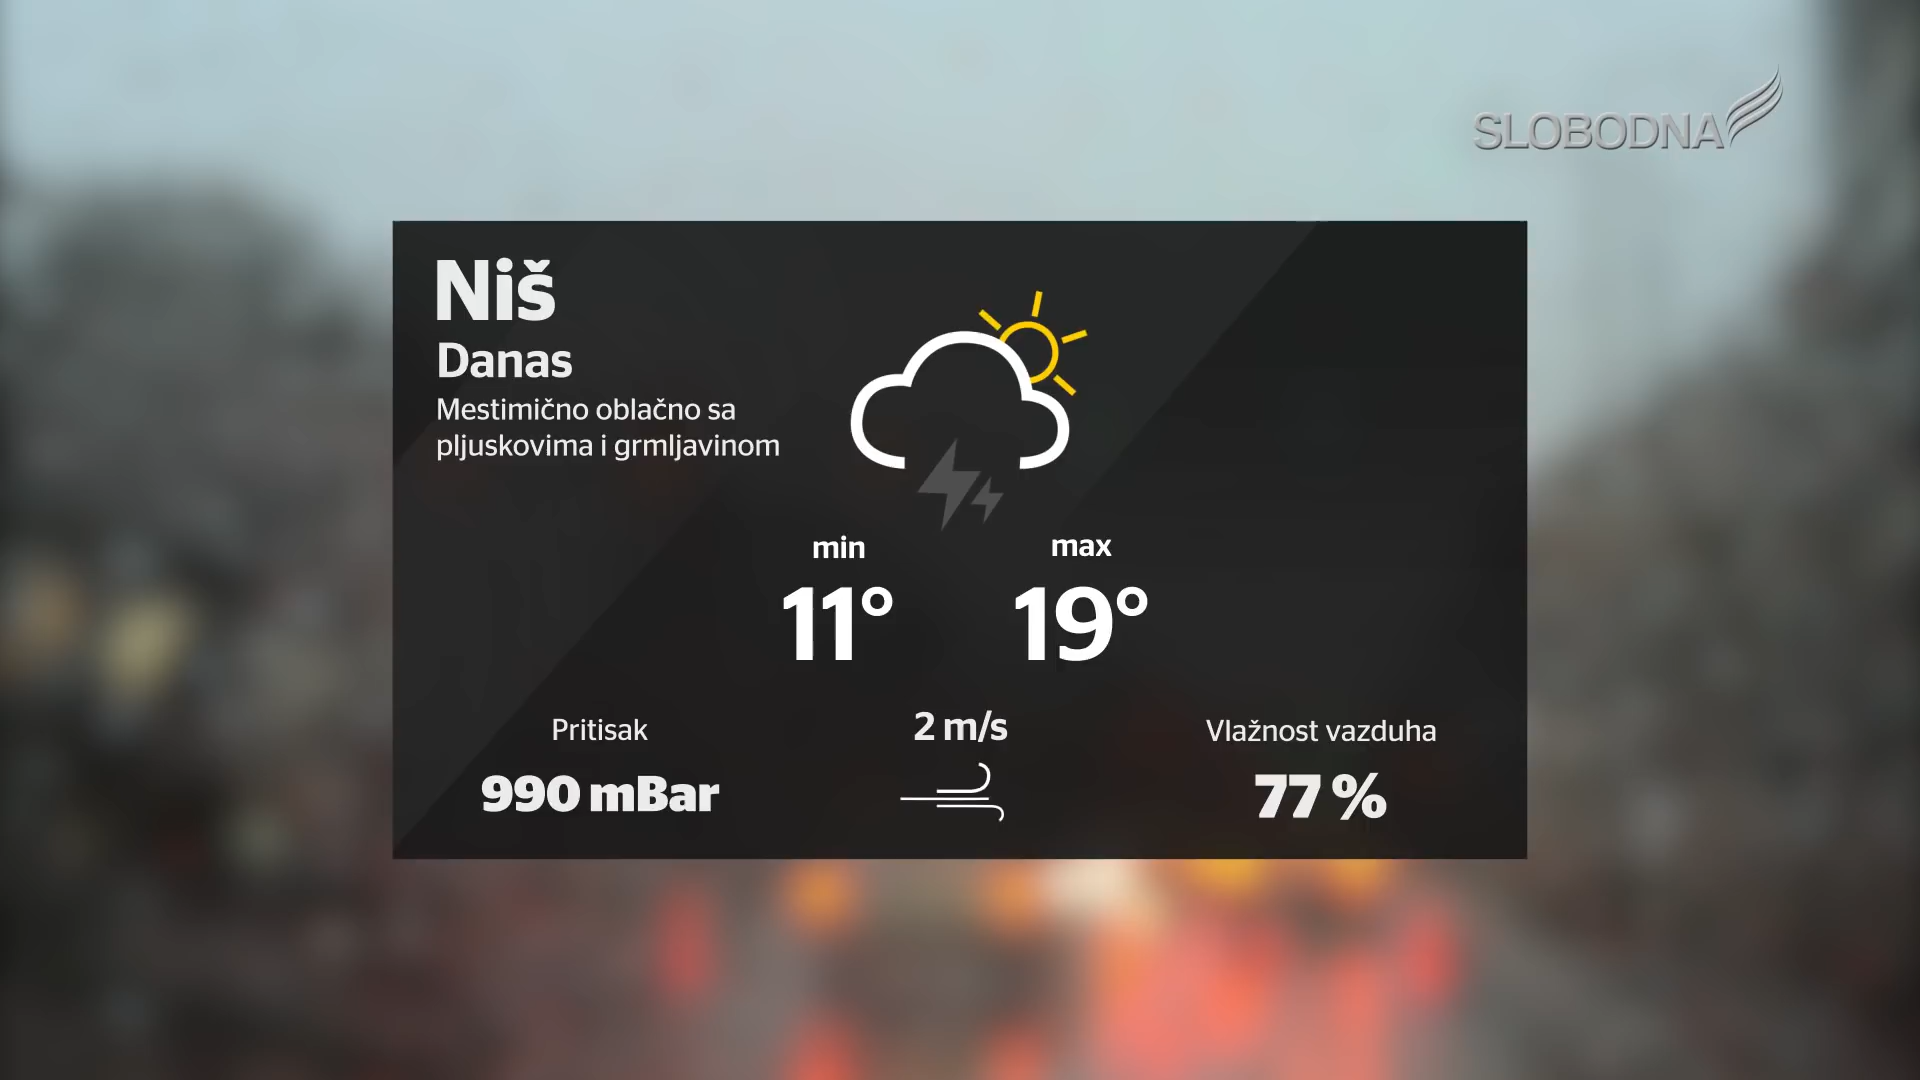 SLOBODNA
Niš
Danas
Mestimično oblačno sa
pljuskovima i grmljavinom
min
max
11°
19°
Pritisak
2 m/s
Vlažnost vazduha
990 mBar
77 %